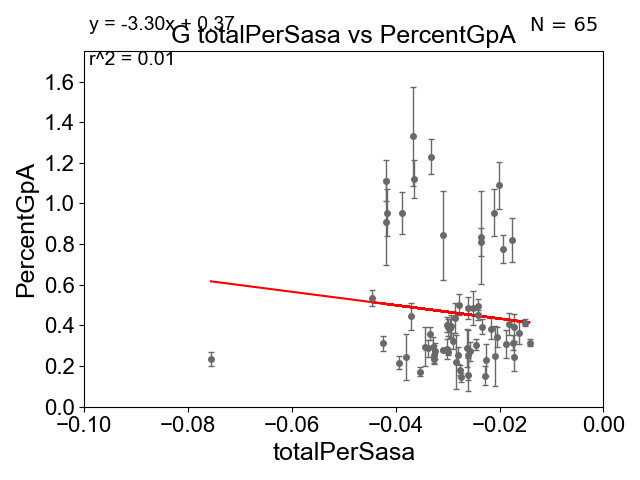 y = -3.30x + 0.37
N = 65
G totalPerSasa vs PercentGpA
r^2 = 0.01
PercentGpA
1.6
1.4
1.2
1.0
0.8
0.6
0.4
0.2
0.0
−0.10
−0.08
−0.06
−0.04
−0.02
0.00
totalPerSasa